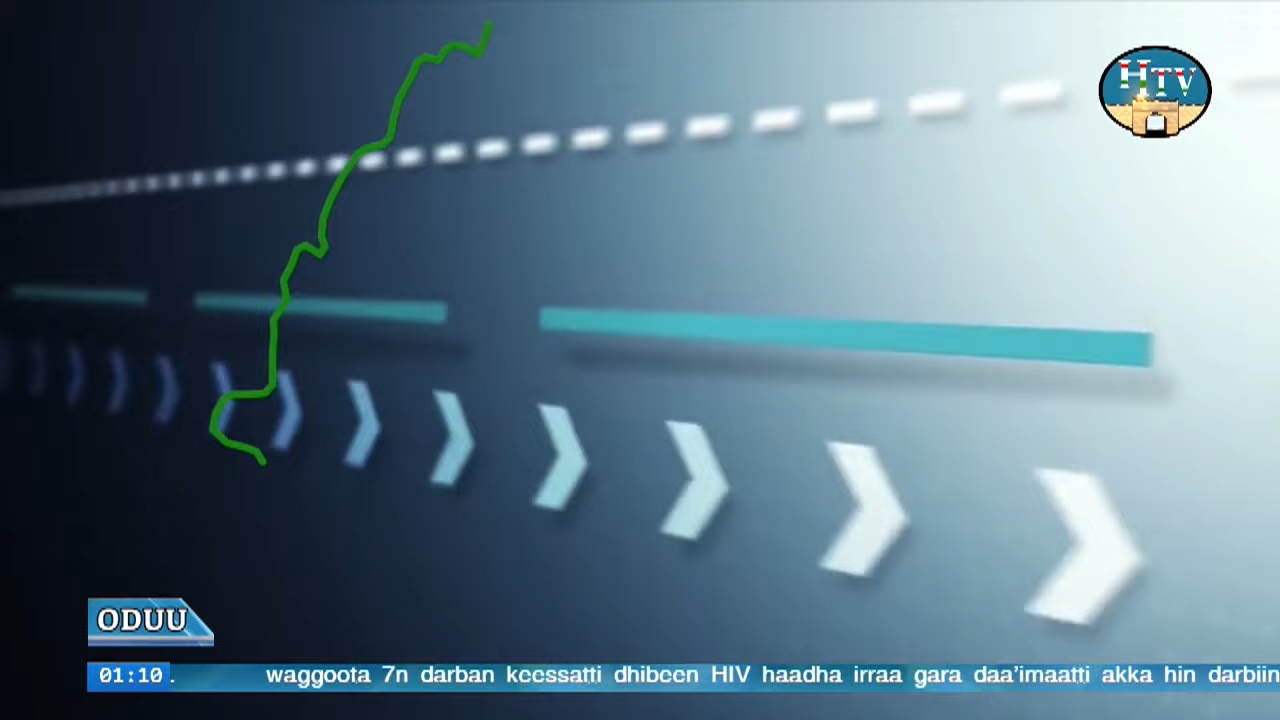 HTV
ODUU
01:10. waggoota 7n darban keessatti dhibeen HIV haadha irraa gara daa'imaatti akka hin darbiin